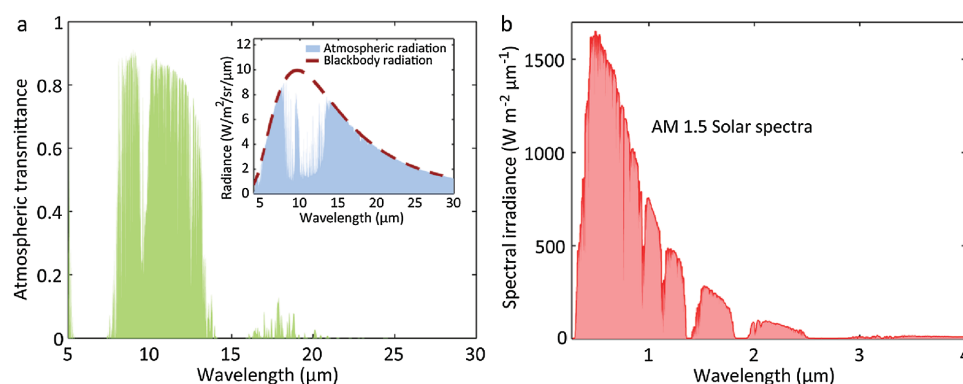 a
Atmospheric transmittance
1
0.8
0.6
0.4
0.2
0
5 10 15 20 25 30
Wavelength (μm)
Atmospheric radiation
Blackbody radiation
Radiance (W/m²/sr/μm)
12
10
8
6
4
2
0
5 10 15 20 25 30
Wavelength (μm)
b
Spectral irradiance (W m⁻² μm⁻¹)
1500
1000
500
0
1 2 3 4
Wavelength (μm)
AM 1.5 Solar spectra